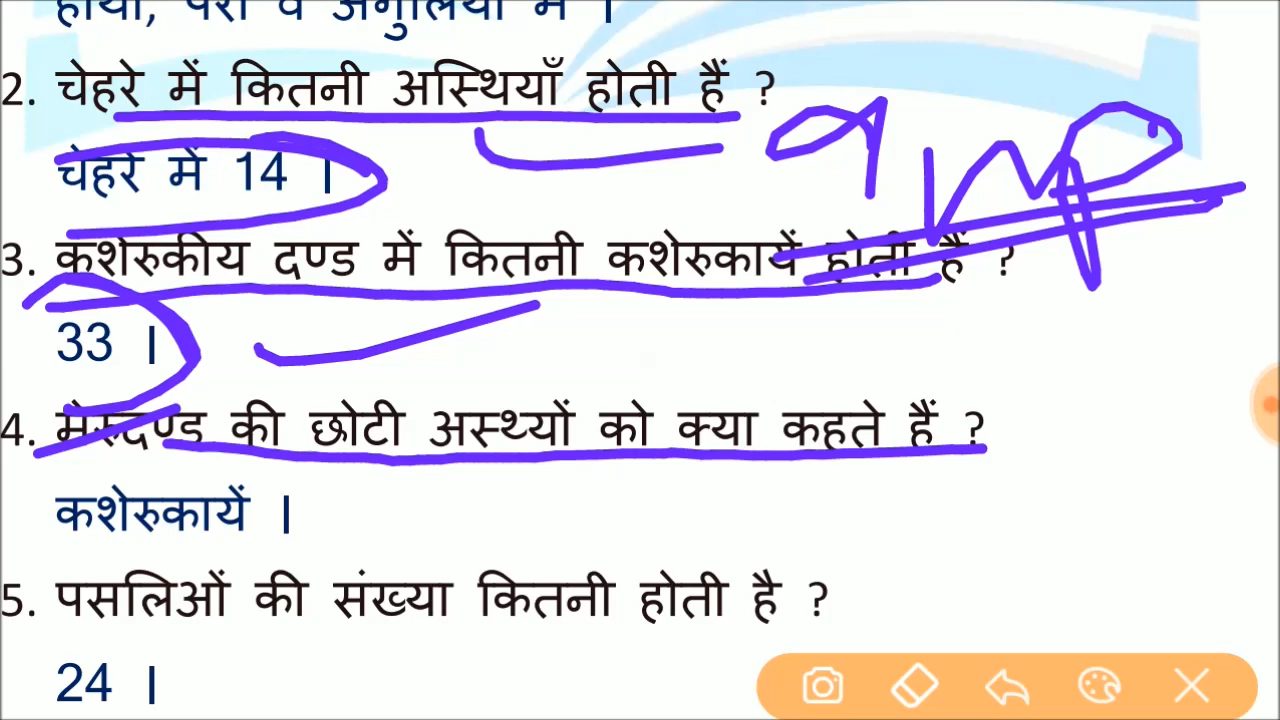 हाथों, पैरों व अंगुलियों में ।
2. चेहरे में कितनी अस्थियाँ होती हैं ?
चेहरे में 14 ।
3. कशेरुकीय दण्ड में कितनी कशेरुकायें होती हैं ?
33 ।
4. मेरुदण्ड की छोटी अस्थ्यों को क्या कहते हैं ?
कशेरुकायें ।
5. पसलिओं की संख्या कितनी होती है ?
24 ।